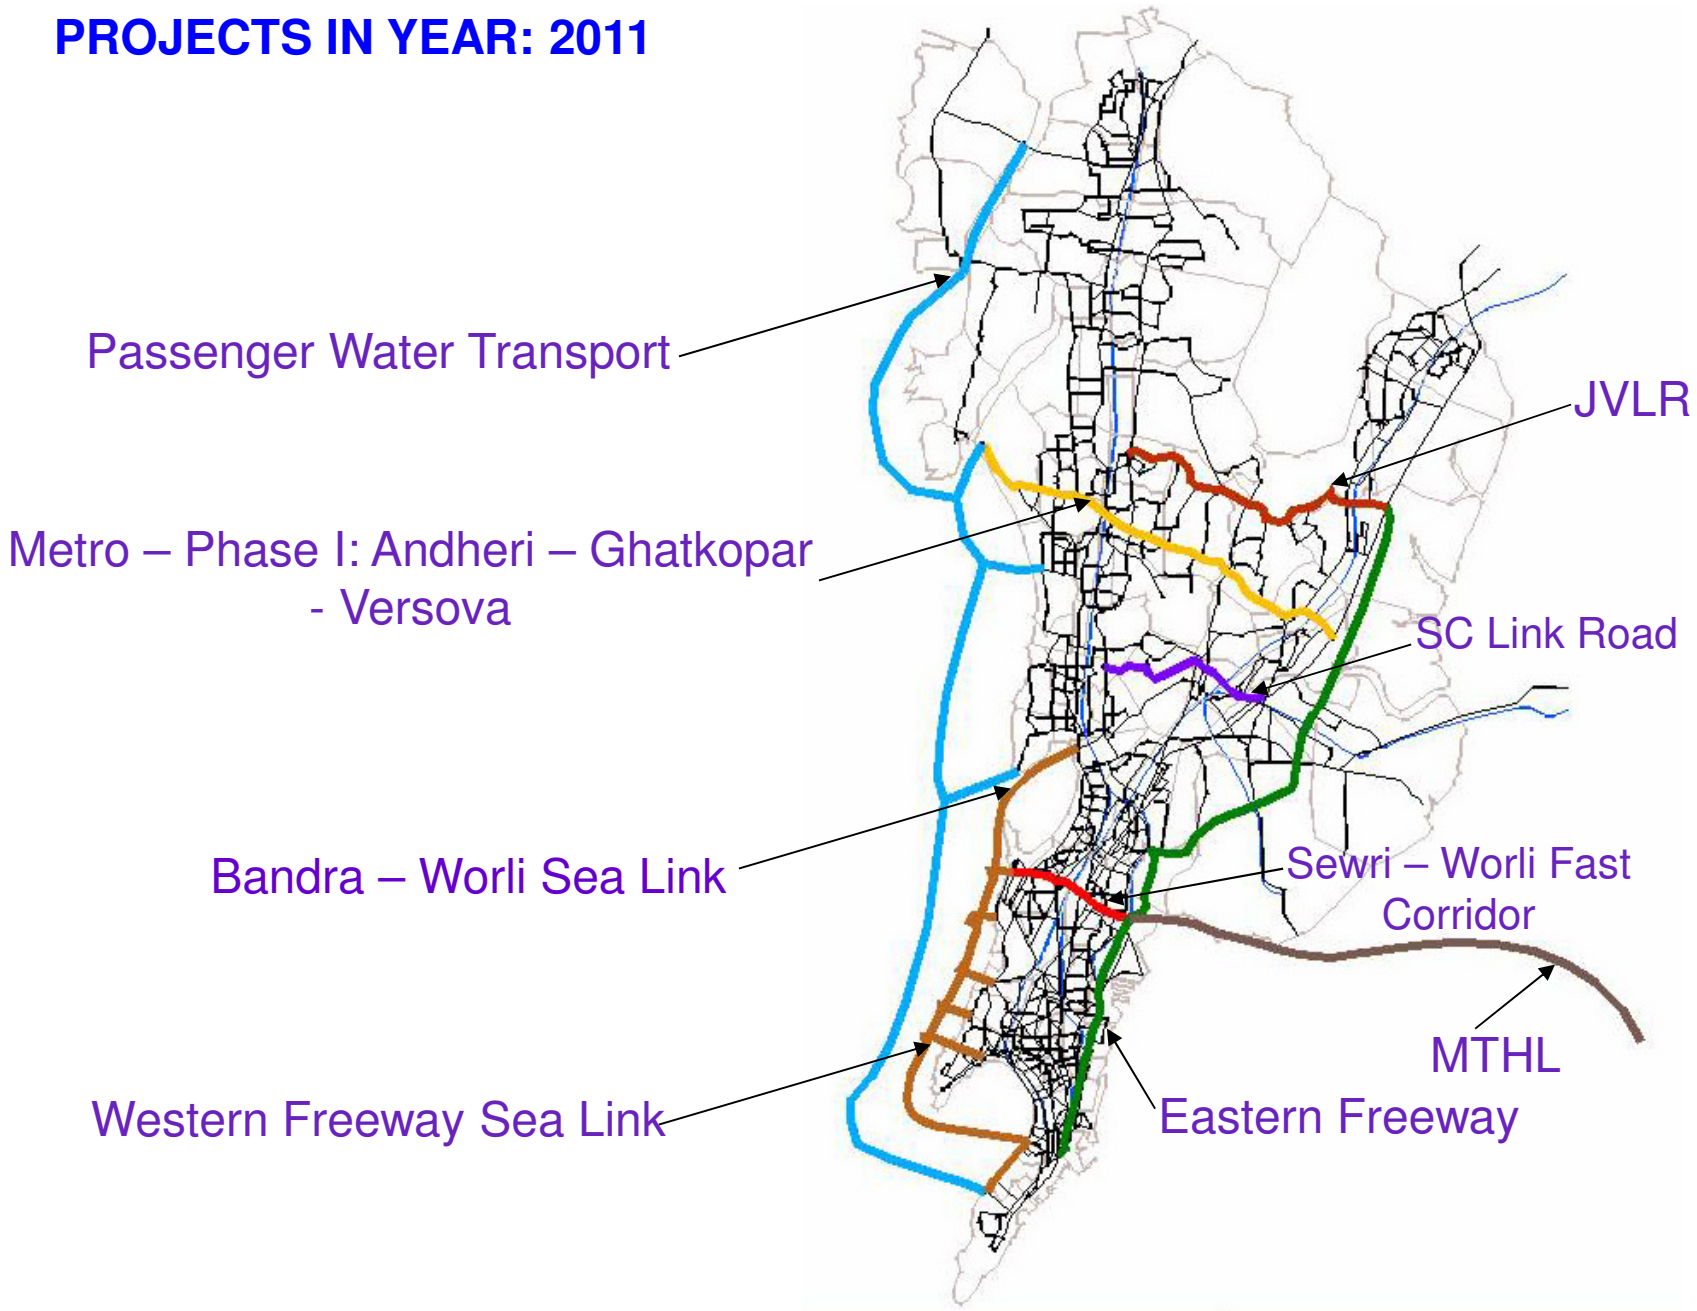 PROJECTS IN YEAR: 2011
Passenger Water Transport
JVLR
Metro – Phase I: Andheri – Ghatkopar
- Versova
SC Link Road
Bandra – Worli Sea Link
Sewri – Worli Fast
Corridor
MTHL
Western Freeway Sea Link
Eastern Freeway